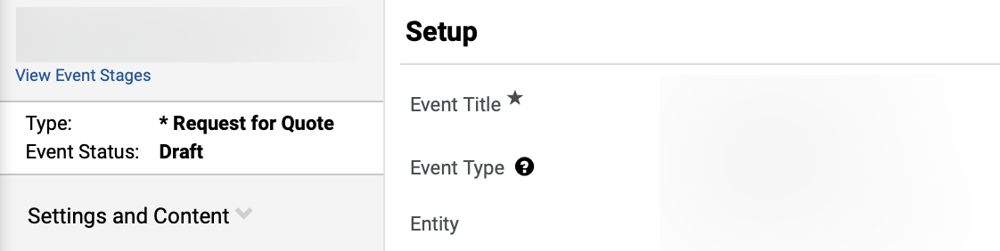 View Event Stages
Type: * Request for Quote
Event Status: Draft
Settings and Content
Setup
Event Title ★
Event Type ?
Entity